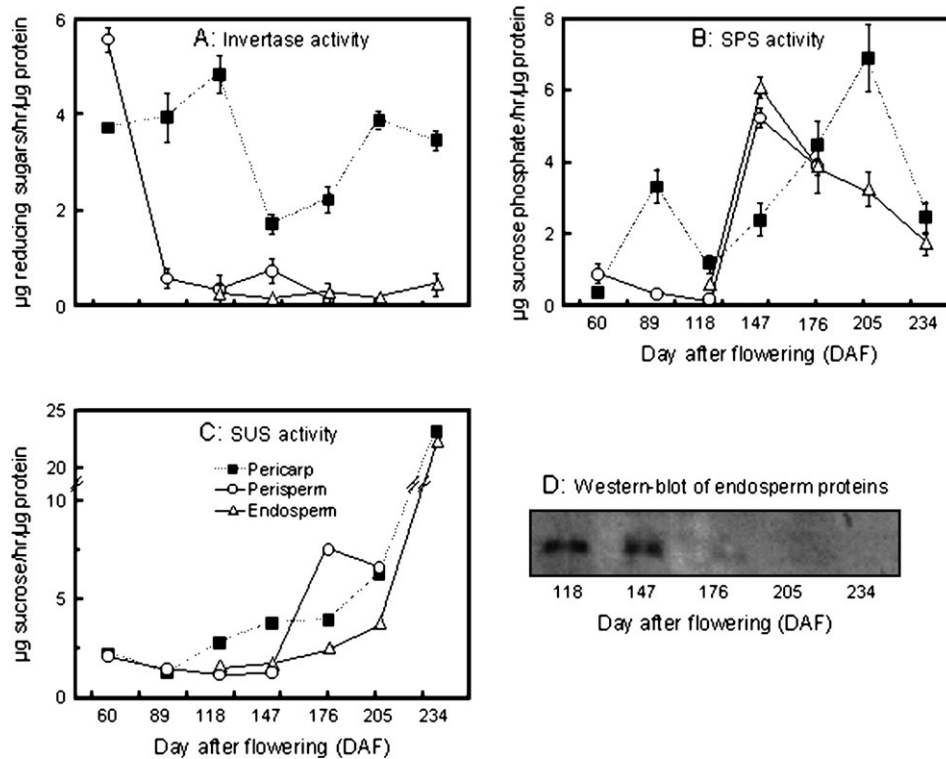 A: Invertase activity
µg reducing sugars/hr/µg protein
6
4
2
0
B: SPS activity
µg sucrose phosphate/hr/µg protein
8
6
4
2
0
60 89 118 147 176 205 234
Day after flowering (DAF)
C: SUS activity
Pericarp
Perisperm
Endosperm
µg sucrose/hr/µg protein
25
20
10
5
0
60 89 118 147 176 205 234
Day after flowering (DAF)
D: Western-blot of endosperm proteins
118 147 176 205 234
Day after flowering (DAF)